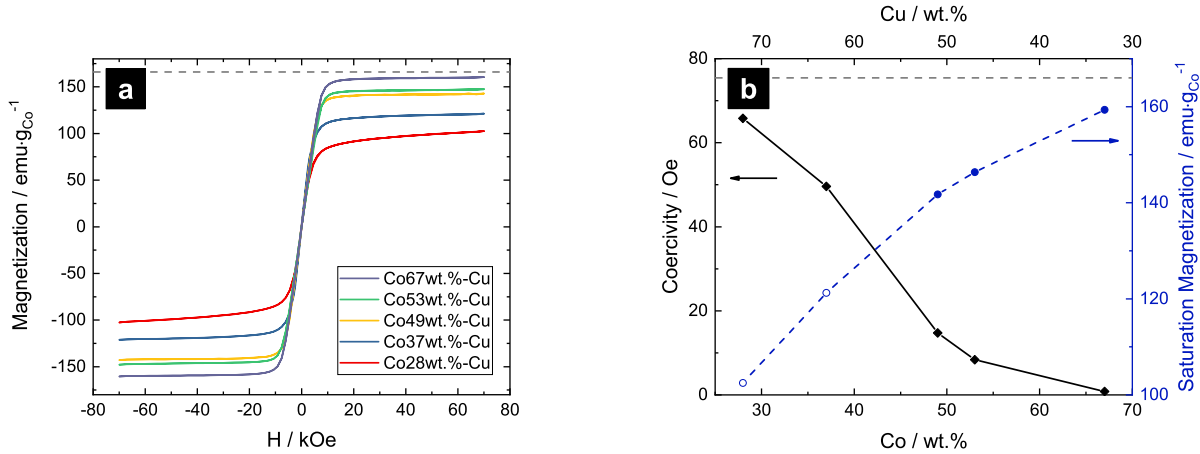 a
Magnetization / emu·g_Co^-1
150
100
50
0
-50
-100
-150
-80 -60 -40 -20 0 20 40 60 80
H / kOe
Co67wt.%-Cu
Co53wt.%-Cu
Co49wt.%-Cu
Co37wt.%-Cu
Co28wt.%-Cu
Cu / wt.%
70 60 50 40 30
b
Coercivity / Oe
80
60
40
20
0
30 40 50 60 70
Co / wt.%
160
140
120
100
Saturation Magnetization / emu·g_Co^-1